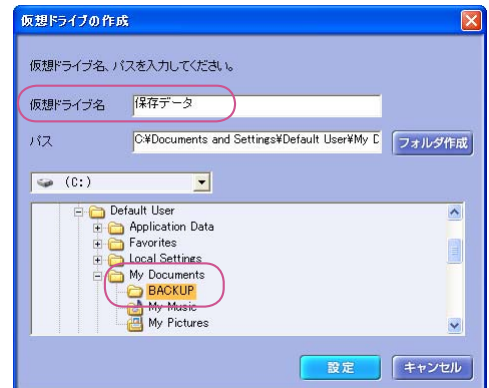 仮想ドライブの作成
仮想ドライブ名、パスを入力してください。
仮想ドライブ名 保存データ
パス C:¥Documents and Settings¥Default User¥My D フォルダ作成
(C:)
Default User
Application Data
Favorites
Local Settings
My Documents
BACKUP
My Music
My Pictures
設定 キャンセル